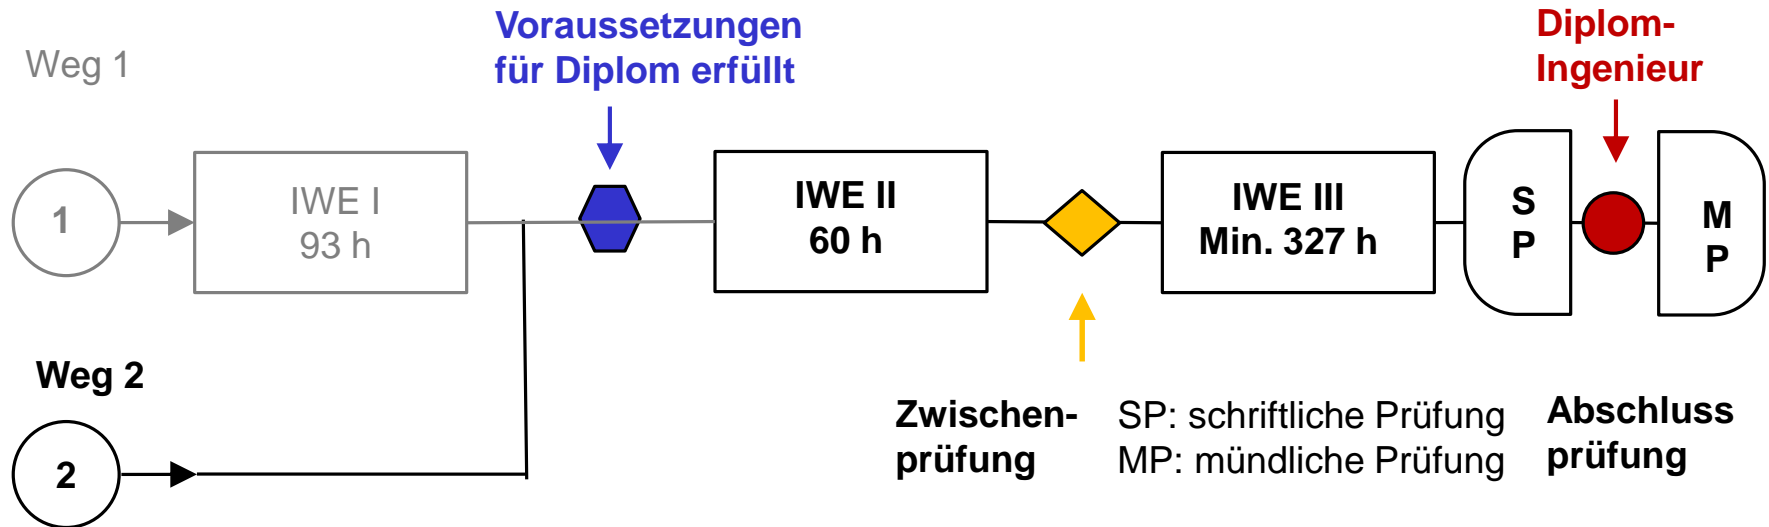 Weg 1
Voraussetzungen
für Diplom erfüllt
Diplom-
Ingenieur
1
IWE I
93 h
IWE II
60 h
IWE III
Min. 327 h
S
P
M
P
Weg 2
2
Zwischen-
prüfung
SP: schriftliche Prüfung
MP: mündliche Prüfung
Abschluss
prüfung